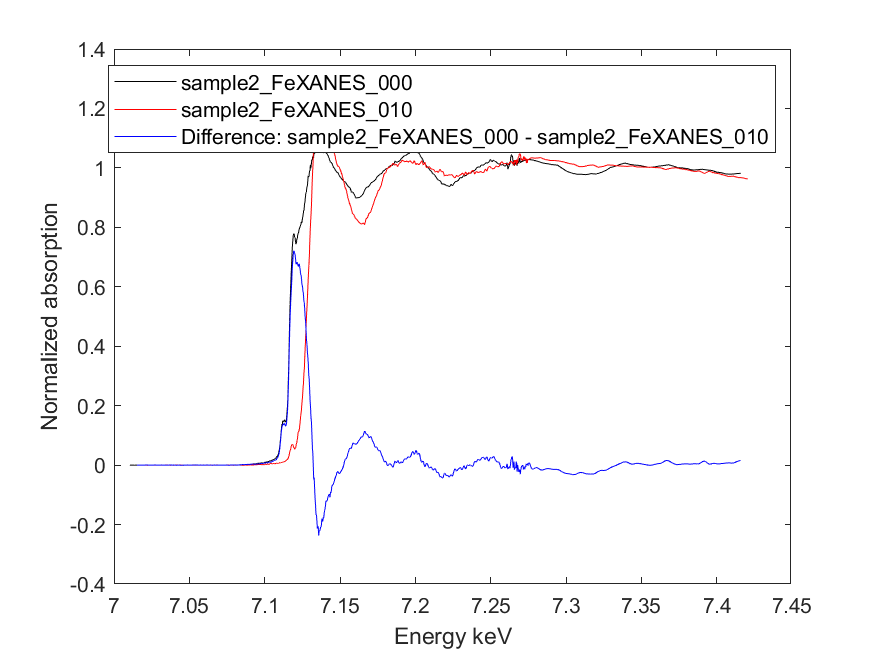 sample2_FeXANES_000
sample2_FeXANES_010
Difference: sample2_FeXANES_000 - sample2_FeXANES_010
1.4
1.2
1
0.8
0.6
0.4
0.2
0
-0.2
-0.4
Normalized absorption
7 7.05 7.1 7.15 7.2 7.25 7.3 7.35 7.4 7.45
Energy keV